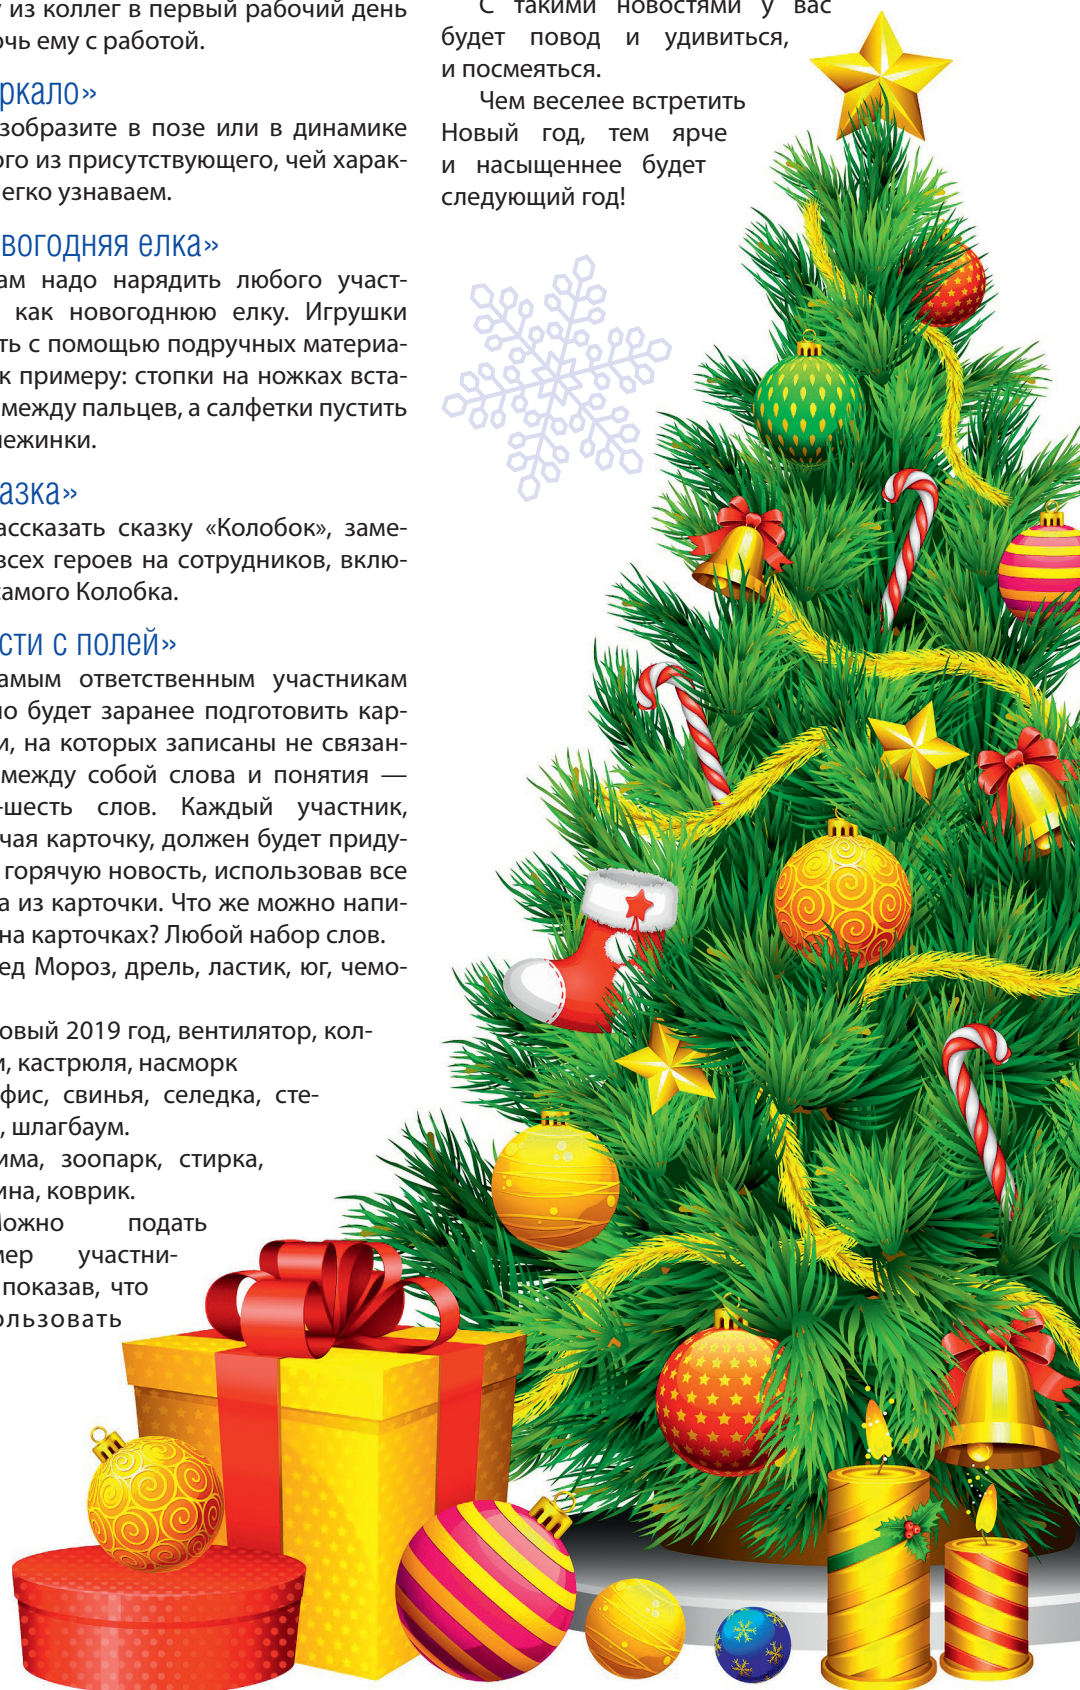 у из коллег в первый рабочий день
очь ему с работой.
ркало»
зобразите в позе или в динамике
ого из присутствующего, чей харак-
егко узнаваем.
вогодняя елка»
ам надо нарядить любого участ-
как новогоднюю елку. Игрушки
ть с помощью подручных материа-
к примеру: стопки на ножках вста-
между пальцев, а салфетки пустить
нежинки.
азка»
ассказать сказку «Колобок», заме-
всех героев на сотрудников, вклю-
самого Колобка.
сти с полей»
амым ответственным участникам
но будет заранее подготовить кар-
и, на которых записаны не связан-
между собой слова и понятия —
-шесть слов. Каждый участник,
чая карточку, должен будет приду-
горячую новость, использовав все
а из карточки. Что же можно напи-
на карточках? Любой набор слов.
ед Мороз, дрель, ластик, юг, чемо-
овый 2019 год, вентилятор, кол-
и, кастрюля, насморк
фис, свинья, селедка, сте-
, шлагбаум.
има, зоопарк, стирка,
ина, коврик.
Можно подать
мер участни-
показав, что
ользовать
С такими новостями у вас
будет повод и удивиться,
и посмеяться.
Чем веселее встретить
Новый год, тем ярче
и насыщеннее будет
следующий год!